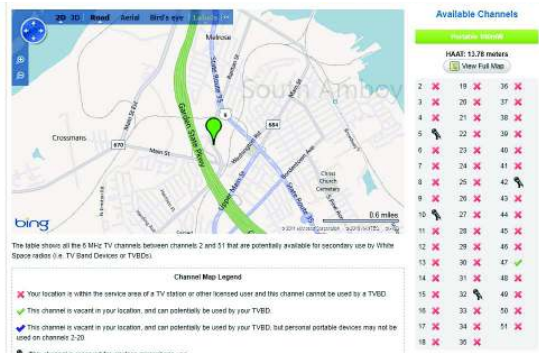 2D 3D Road Aerial Bird's eye Labels
Melrose
State Route 35
South Amboy
Garden State Pkwy
684
Crossmans
670
Main St
Main St
Washington Rd
Bordentown Ave
Christ
Church
Cemetery
Upper Main St
State Route 35
S Pine Ave
bing
0.6 miles
The table shows all the 6 MHz TV channels between channels 2 and 51 that are potentially available for secondary use by White
Space radios (i.e. TV Band Devices or TVBDs).
Channel Map Legend
Your location is within the service area of a TV station or other licensed user and this channel cannot be used by a TVBD
This channel is vacant in your location, and can potentially be used by your TVBD.
This channel is vacant in your location, and can potentially be used by your TVBD, but personal portable devices may not be
used on channels 2-20
Available Channels
Portable 100mW
HAAT: 13.78 meters
View Full Map
2 19 36
3 20 37
4 21 38
5 22 39
6 23 40
7 24 41
8 25 42
9 26 43
10 27 44
11 28 45
12 29 46
13 30 47
14 31 48
15 32 49
16 33 50
17 34 51
18 35